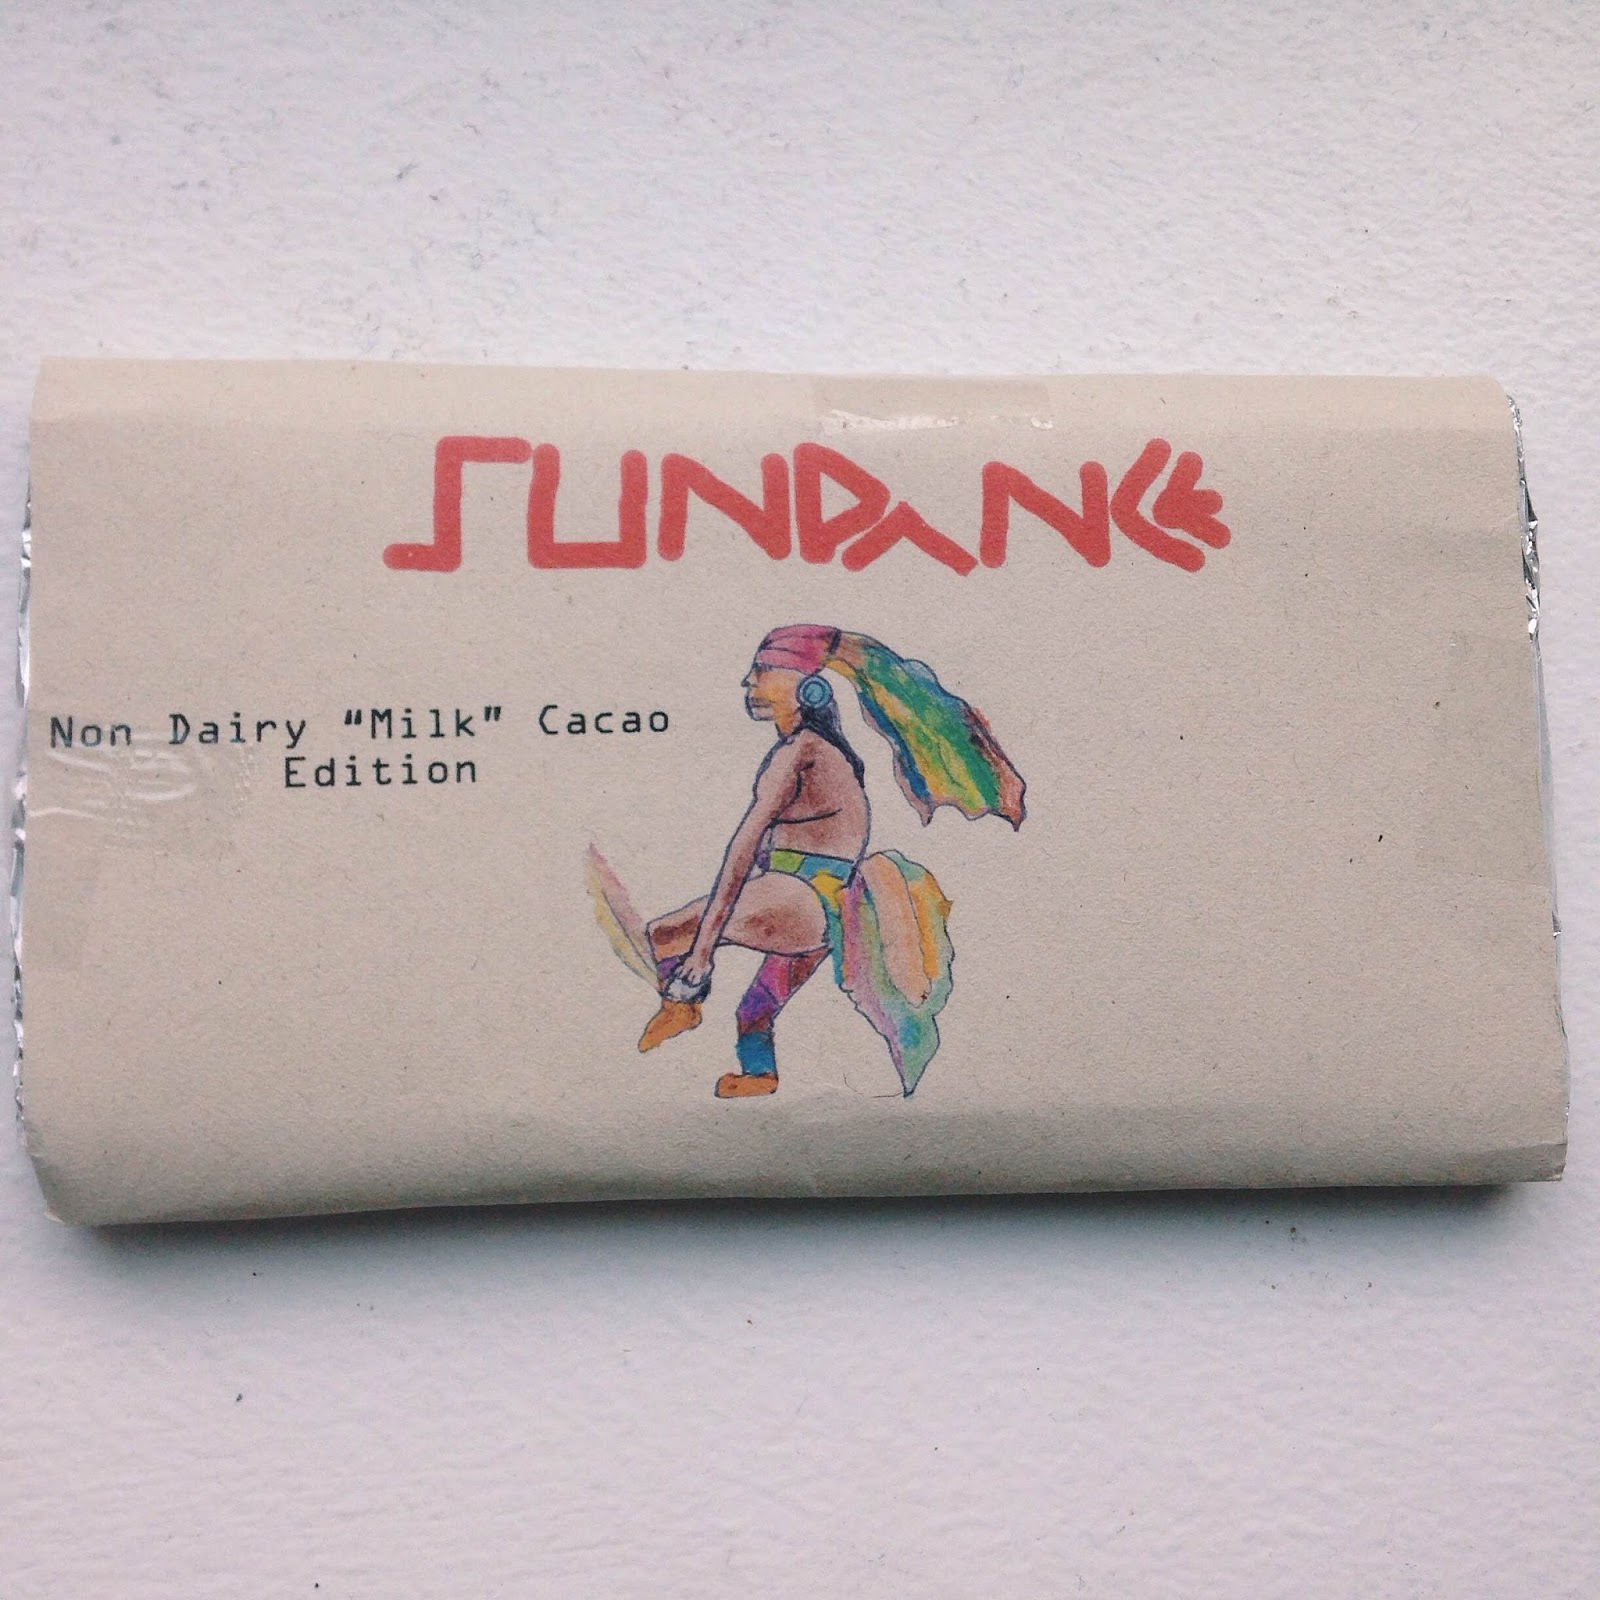 SUNDANCE
Non Dairy “Milk” Cacao
Edition